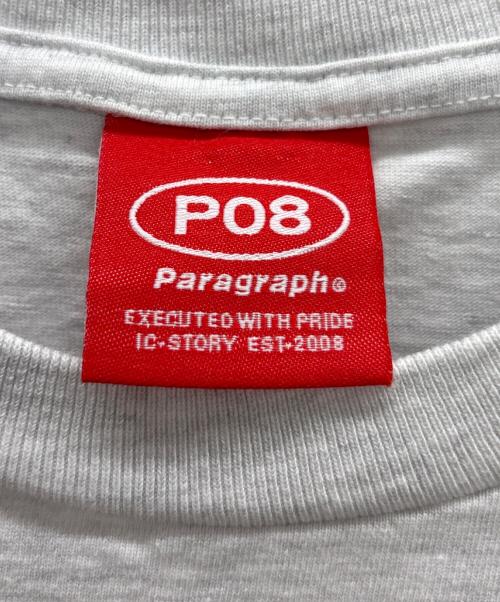 P08
Paragraph©
EXECUTED WITH PRIDE
IC-STORY EST-2008